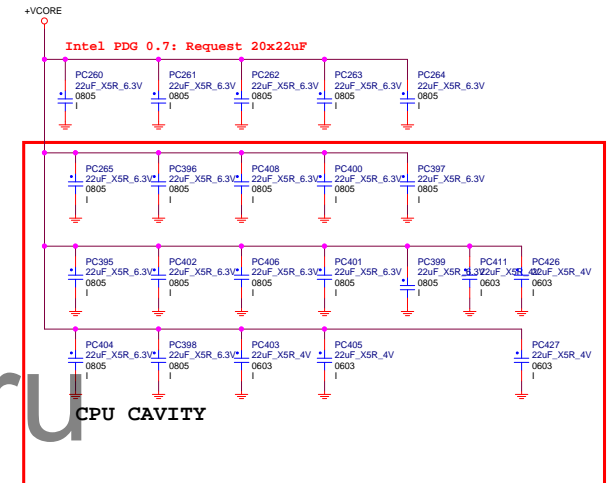 +VCORE
Intel PDG 0.7: Request 20x22uF
PC260 PC261 PC262 PC263 PC264
22uF_X5R_6.3V 22uF_X5R_6.3V 22uF_X5R_6.3V 22uF_X5R_6.3V 22uF_X5R_6.3V
0805 0805 0805 0805 0805
I I I I I
PC265 PC396 PC408 PC400 PC397
22uF_X5R_6.3V 22uF_X5R_6.3V 22uF_X5R_6.3V 22uF_X5R_6.3V 22uF_X5R_6.3V
0805 0805 0805 0805 0805
I I I I I
PC395 PC402 PC406 PC401 PC399 PC411 PC426
22uF_X5R_6.3V 22uF_X5R_6.3V 22uF_X5R_6.3V 22uF_X5R_6.3V 22uF_X5R_6.3V 22uF_X5R_4V 22uF_X5R_4V
0805 0805 0805 0805 0805 0603 0603
I I I I I I I
PC404 PC398 PC403 PC405 PC427
22uF_X5R_6.3V 22uF_X5R_6.3V 22uF_X5R_4V 22uF_X5R_4V 22uF_X5R_4V
0805 0805 0603 0603 0603
I I I I I
ru
CPU CAVITY